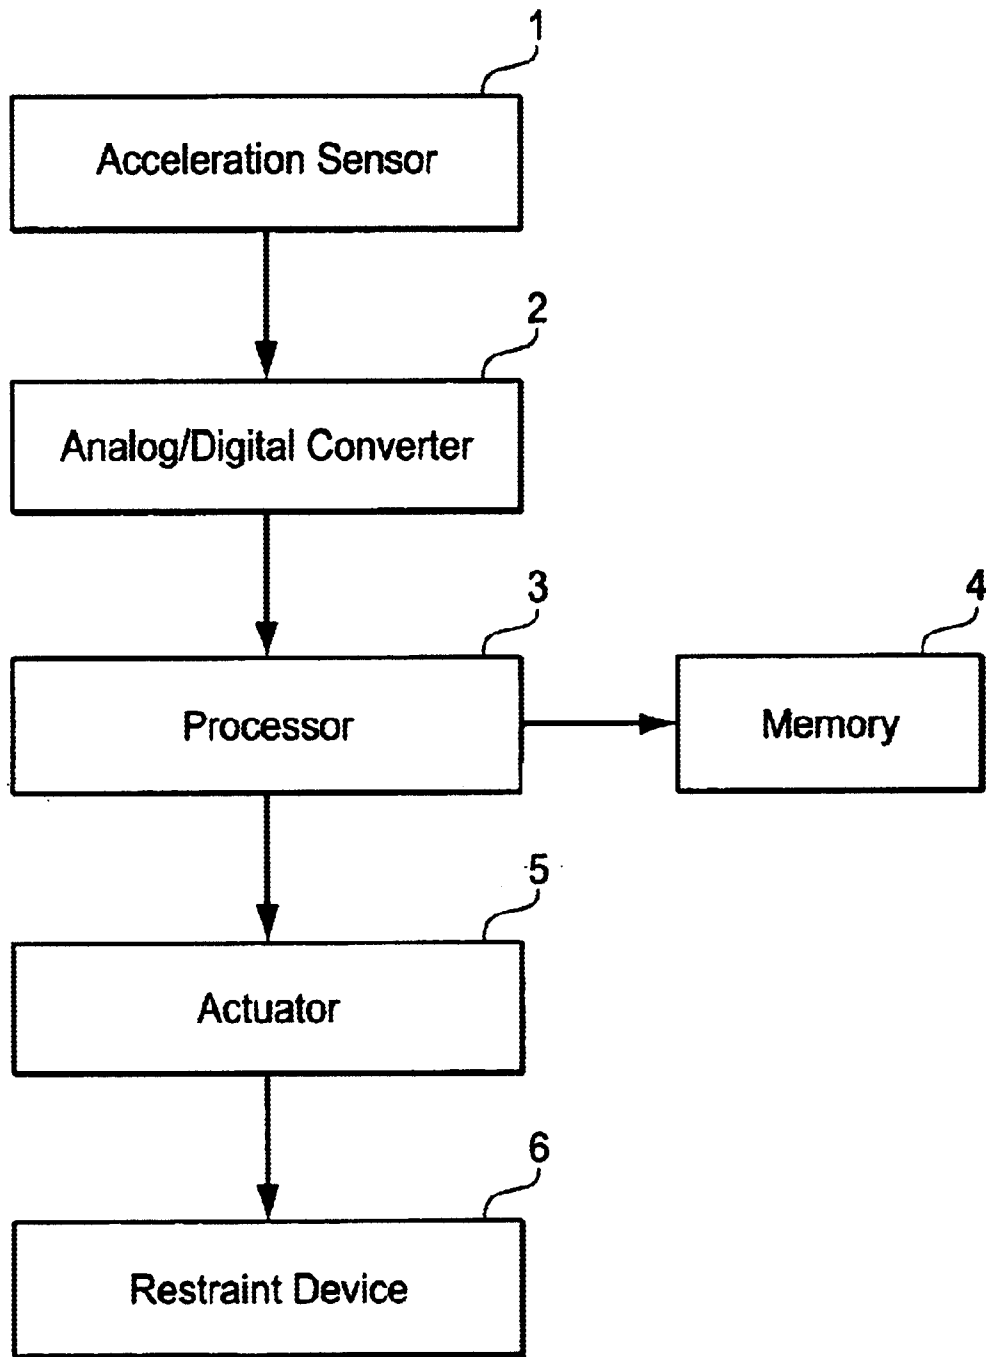 1
Acceleration Sensor
2
Analog/Digital Converter
3
Processor
4
Memory
5
Actuator
6
Restraint Device